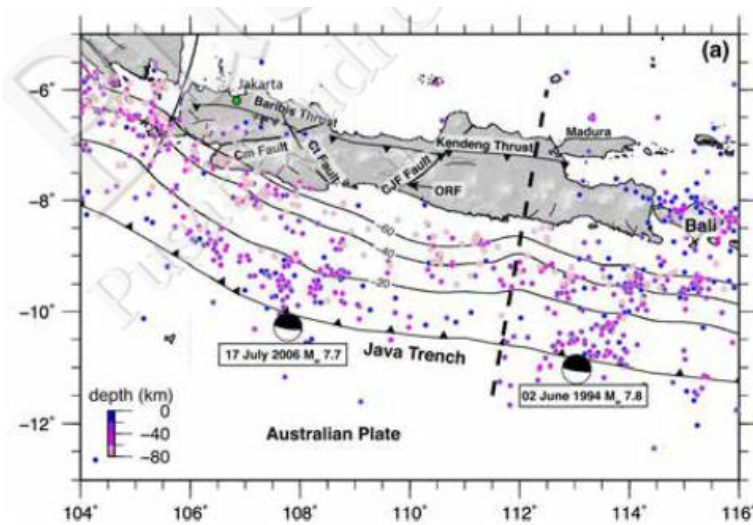 (a)
−6°
−8°
−10°
−12°
Jakarta
Baribis Thrust
Cm Fault
Ct Fault
Kendeng Thrust
Madura
CJF Fault
ORF
Bali
−60
−40
−20
17 July 2006 Mw 7.7
Java Trench
02 June 1994 Mw 7.8
Australian Plate
depth (km)
0
−40
−80
104°
106°
108°
110°
112°
114°
116°